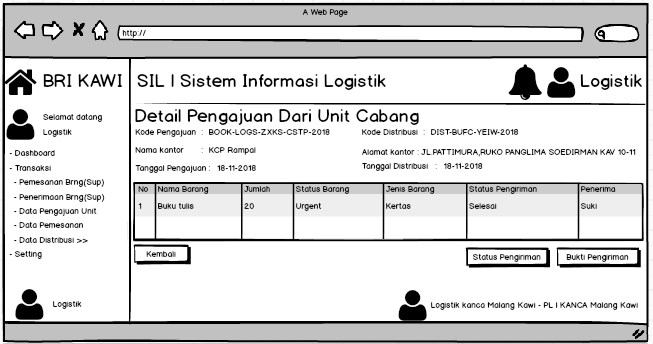 A Web Page
http://
BRI KAWI
SIL | Sistem Informasi Logistik
Logistik
Selamat datang
Logistik
- Dashboard
- Transaksi
- Pemesanan Brng(Sup)
- Penerimaan Brng(Sup)
- Data Pengajuan Unit
- Data Pemesanan
- Data Distribusi >>
- Setting
Logistik
Detail Pengajuan Dari Unit Cabang
Kode Pengajuan : BOOK-LOGS-ZXKS-CSTP-2018
Kode Distribusi : DIST-BUFC-YEIW-2018
Nama kantor : KCP Rampal
Alamat kantor : JL.PATTIMURA,RUKO PANGLIMA SOEDIRMAN KAV 10-11
Tanggal Pengajuan : 18-11-2018
Tanggal Distribusi : 18-11-2018
No Nama Barang Jumlah Status Barang Jenis Barang Status Pengriman Penerima
1 Buku tulis 20 Urgent Kertas Selesai Suki
Kembali
Status Pengiriman
Bukti Pengiriman
Logistik kanca Malang Kawi - PL I KANCA Malang Kawi